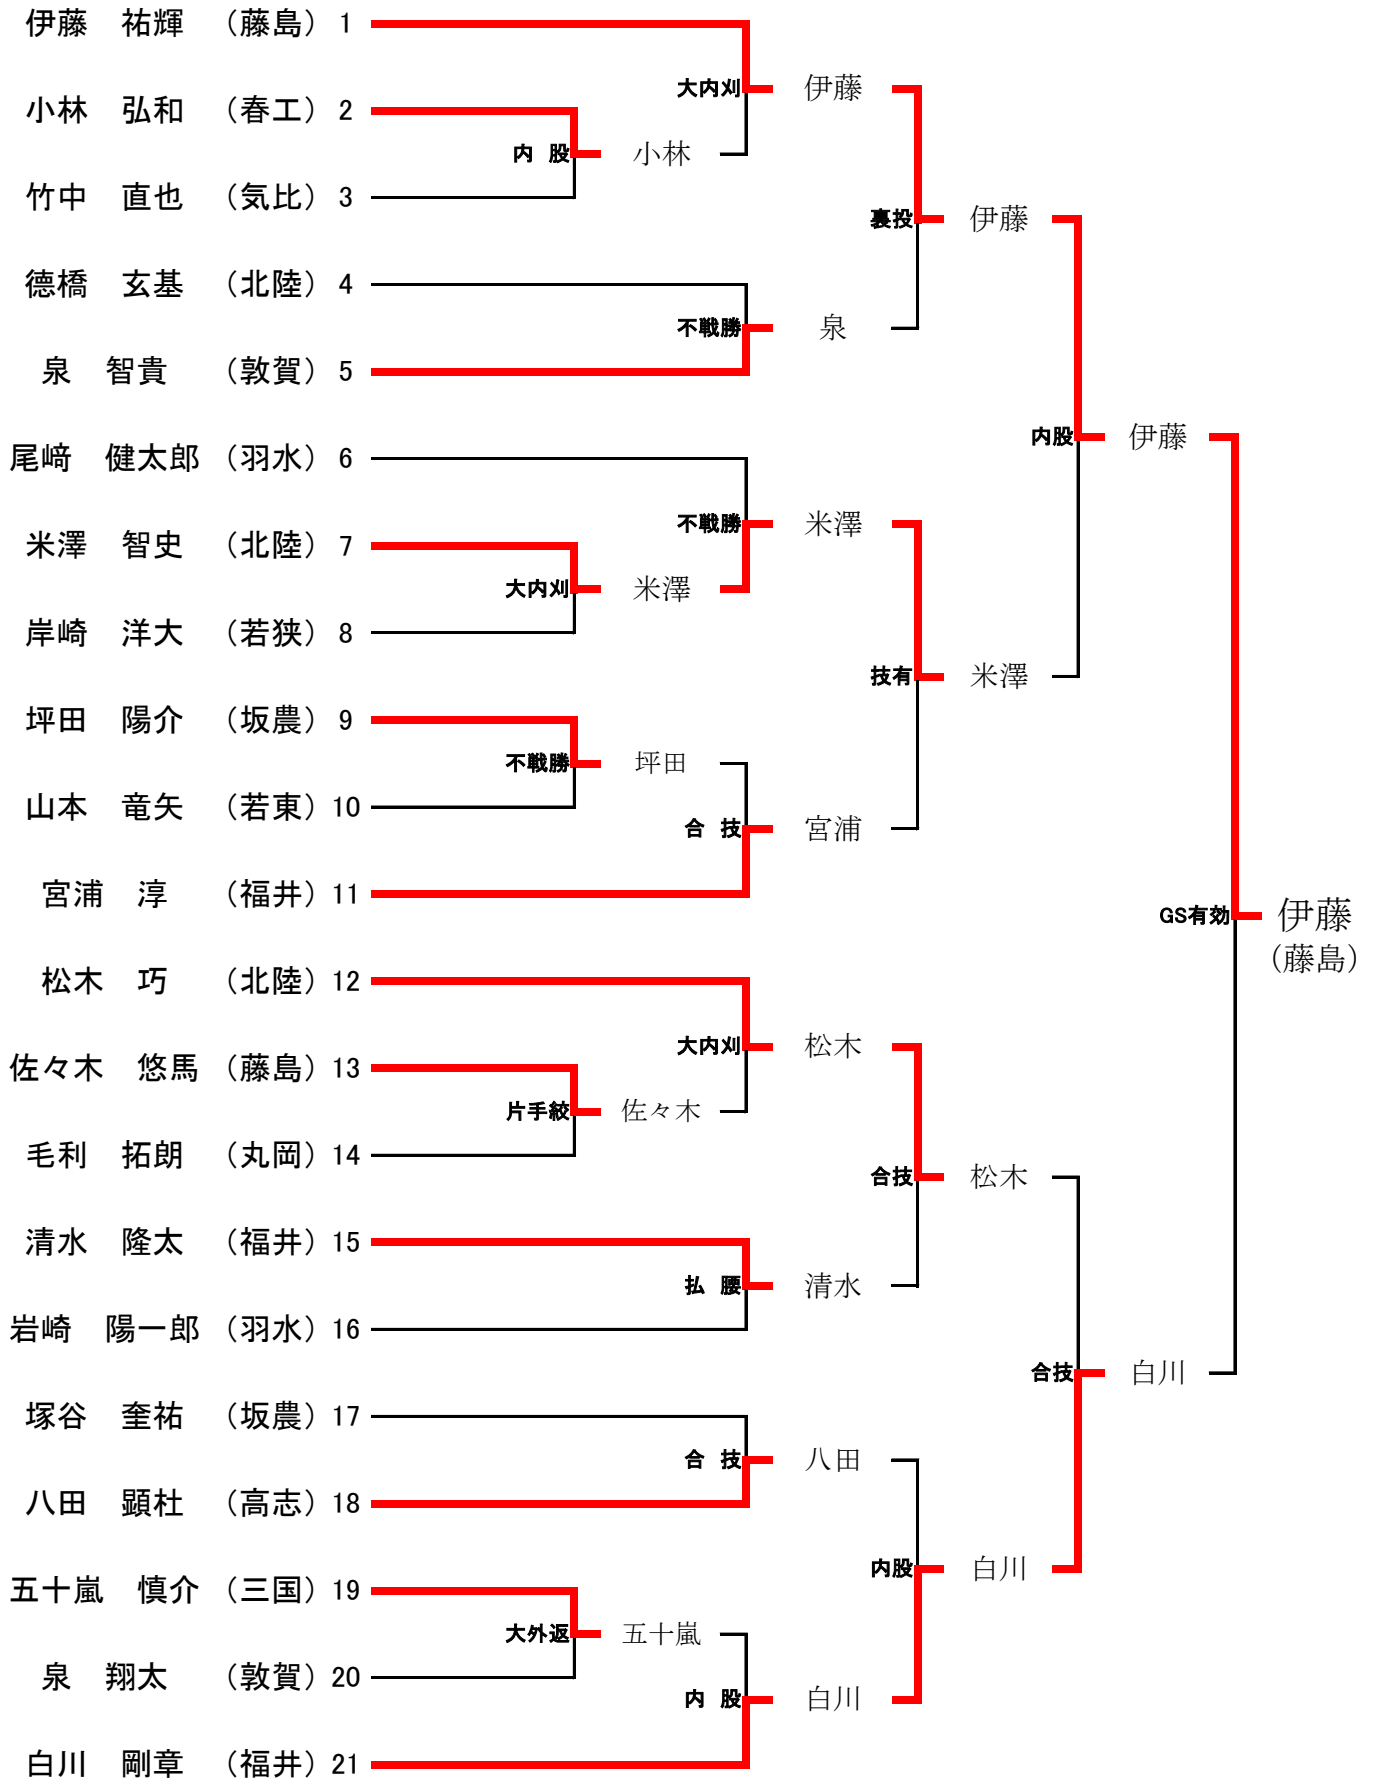 伊藤　祐輝　（藤島） 1
大内刈　伊藤
小林　弘和　（春工） 2
内 股　小林
竹中　直也　（気比） 3
裏投　伊藤
德橋　玄基　（北陸） 4
不戦勝　泉
泉　智貴　（敦賀） 5
内股　伊藤
尾﨑　健太郎　（羽水） 6
不戦勝　米澤
米澤　智史　（北陸） 7
大内刈　米澤
岸崎　洋大　（若狭） 8
技有　米澤
坪田　陽介　（坂農） 9
不戦勝　坪田
山本　竜矢　（若東） 10
合 技　宮浦
宮浦　淳　（福井） 11
GS有効　伊藤
（藤島）
松木　巧　（北陸） 12
大内刈　松木
佐々木　悠馬　（藤島） 13
片手絞　佐々木
毛利　拓朗　（丸岡） 14
合技　松木
清水　隆太　（福井） 15
払 腰　清水
岩崎　陽一郎　（羽水） 16
合技　白川
塚谷　奎祐　（坂農） 17
合 技　八田
八田　顕杜　（高志） 18
内股　白川
五十嵐　慎介　（三国） 19
大外返　五十嵐
泉　翔太　（敦賀） 20
内 股　白川
白川　剛章　（福井） 21